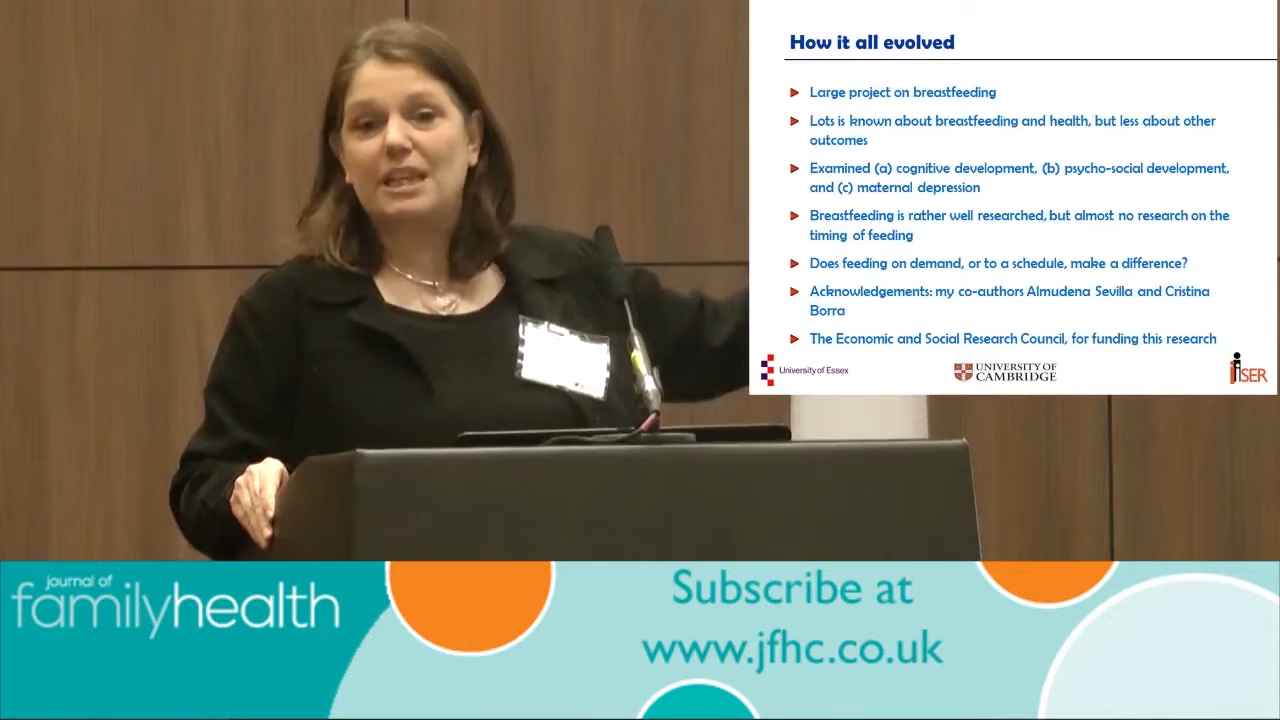 How it all evolved
Large project on breastfeeding
Lots is known about breastfeeding and health, but less about other
outcomes
Examined (a) cognitive development, (b) psycho-social development,
and (c) maternal depression
Breastfeeding is rather well researched, but almost no research on the
timing of feeding
Does feeding on demand, or to a schedule, make a difference?
Acknowledgements: my co-authors Almudena Sevilla and Cristina
Borra
The Economic and Social Research Council, for funding this research
University of Essex
UNIVERSITY OF
CAMBRIDGE
iSER
journal of
familyhealth
Subscribe at
www.jfhc.co.uk